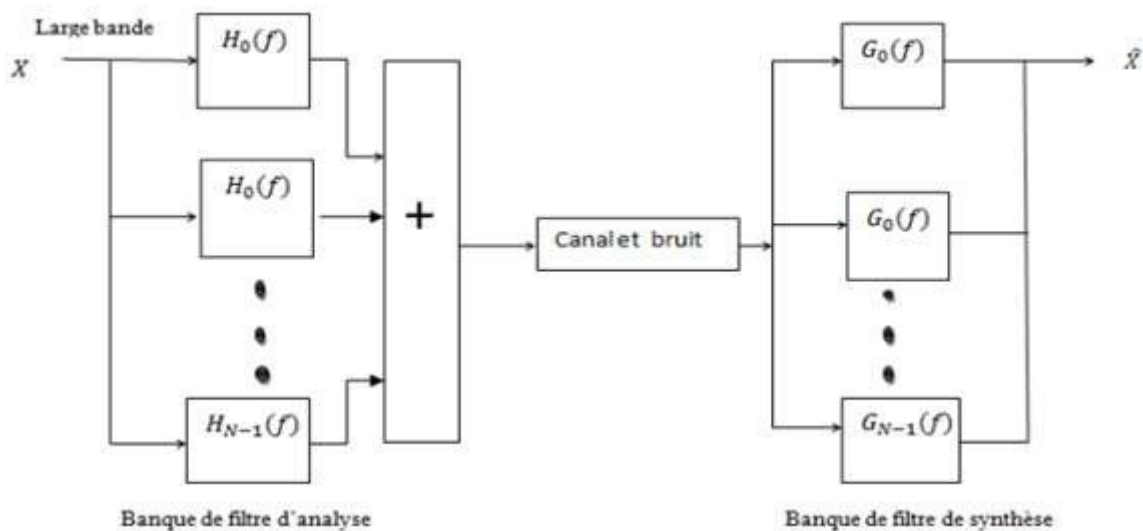 Large bande
X
H₀(f)
H₀(f)
H_{N−1}(f)
+
Canal et bruit
G₀(f)
G₀(f)
G_{N−1}(f)
X̂
Banque de filtre d'analyse
Banque de filtre de synthèse